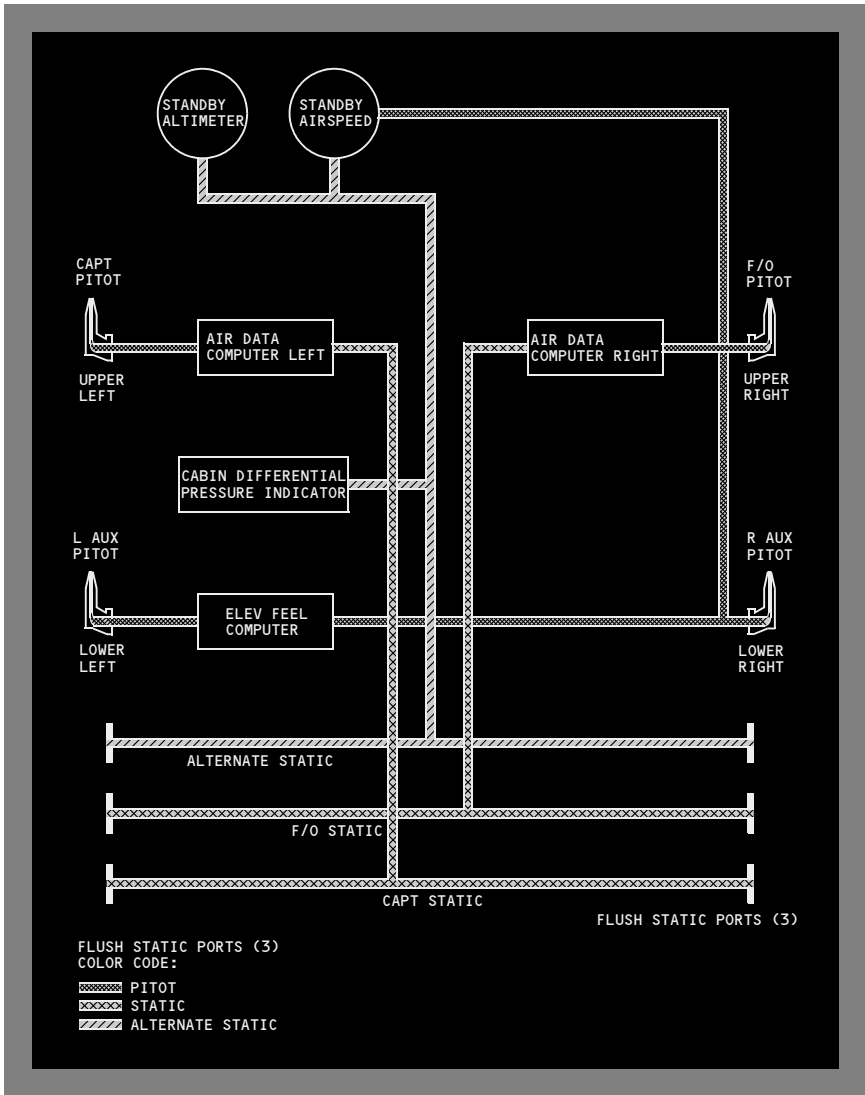 STANDBY
ALTIMETER
STANDBY
AIRSPEED
CAPT
PITOT
F/O
PITOT
AIR DATA
COMPUTER LEFT
AIR DATA
COMPUTER RIGHT
UPPER
LEFT
UPPER
RIGHT
CABIN DIFFERENTIAL
PRESSURE INDICATOR
L AUX
PITOT
R AUX
PITOT
ELEV FEEL
COMPUTER
LOWER
LEFT
LOWER
RIGHT
ALTERNATE STATIC
F/O STATIC
CAPT STATIC
FLUSH STATIC PORTS (3)
FLUSH STATIC PORTS (3)
COLOR CODE:
PITOT
STATIC
ALTERNATE STATIC